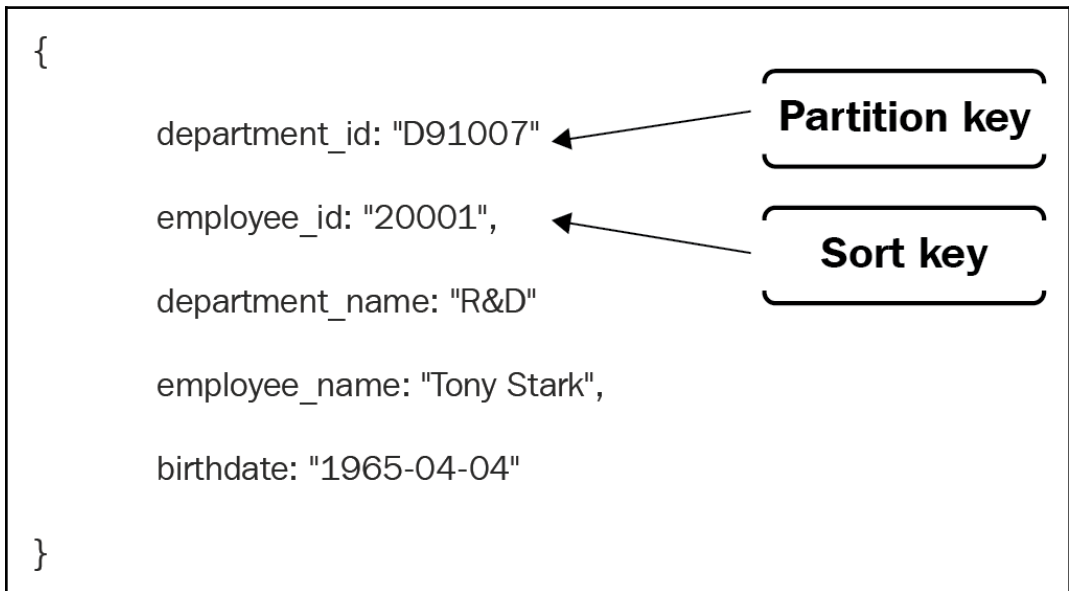 {
department_id: "D91007"
Partition key
employee_id: "20001",
Sort key
department_name: "R&D"
employee_name: "Tony Stark",
birthdate: "1965-04-04"
}